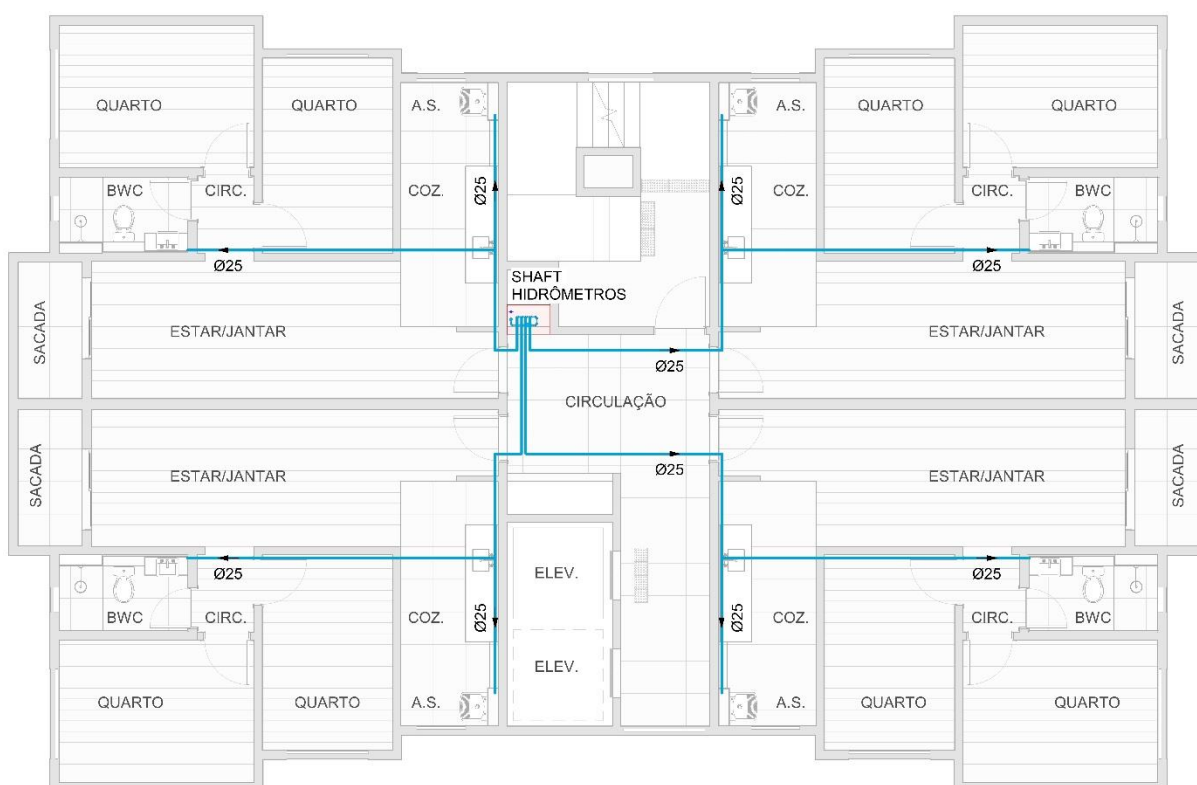 QUARTO
QUARTO
A.S.
A.S.
QUARTO
QUARTO
BWC
CIRC.
COZ.
Ø25
Ø25
COZ.
CIRC.
BWC
Ø25
SHAFT
HIDRÔMETROS
Ø25
SACADA
ESTAR/JANTAR
ESTAR/JANTAR
SACADA
Ø25
CIRCULAÇÃO
SACADA
ESTAR/JANTAR
Ø25
ESTAR/JANTAR
SACADA
Ø25
ELEV.
Ø25
BWC
CIRC.
COZ.
Ø25
Ø25
COZ.
CIRC.
BWC
ELEV.
QUARTO
QUARTO
A.S.
A.S.
QUARTO
QUARTO